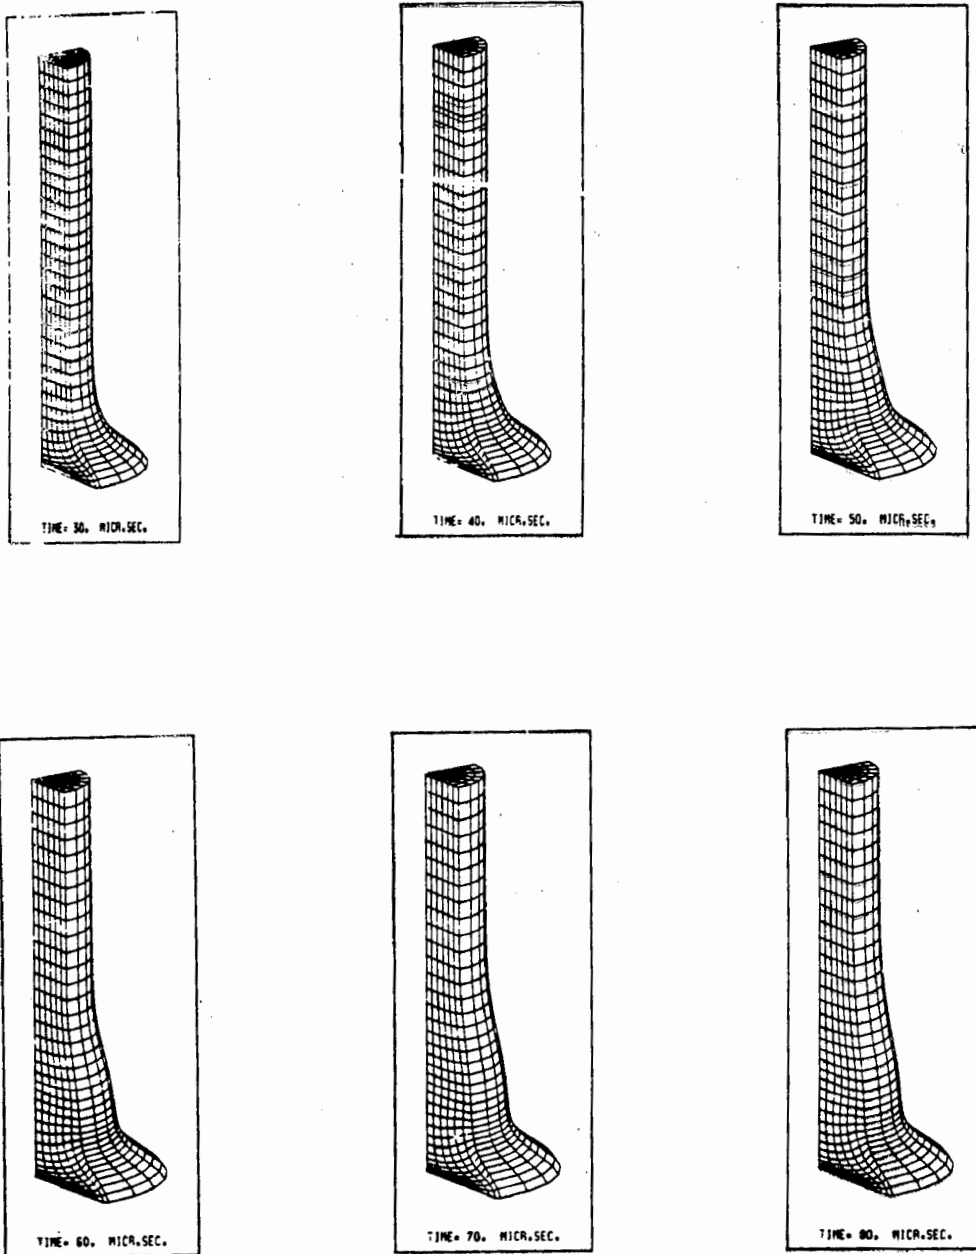 TIME= 30. MICR.SEC.
TIME= 40. MICR.SEC.
TIME= 50. MICR.SEC.
TIME= 60. MICR.SEC.
TIME= 70. MICR.SEC.
TIME= 80. MICR.SEC.